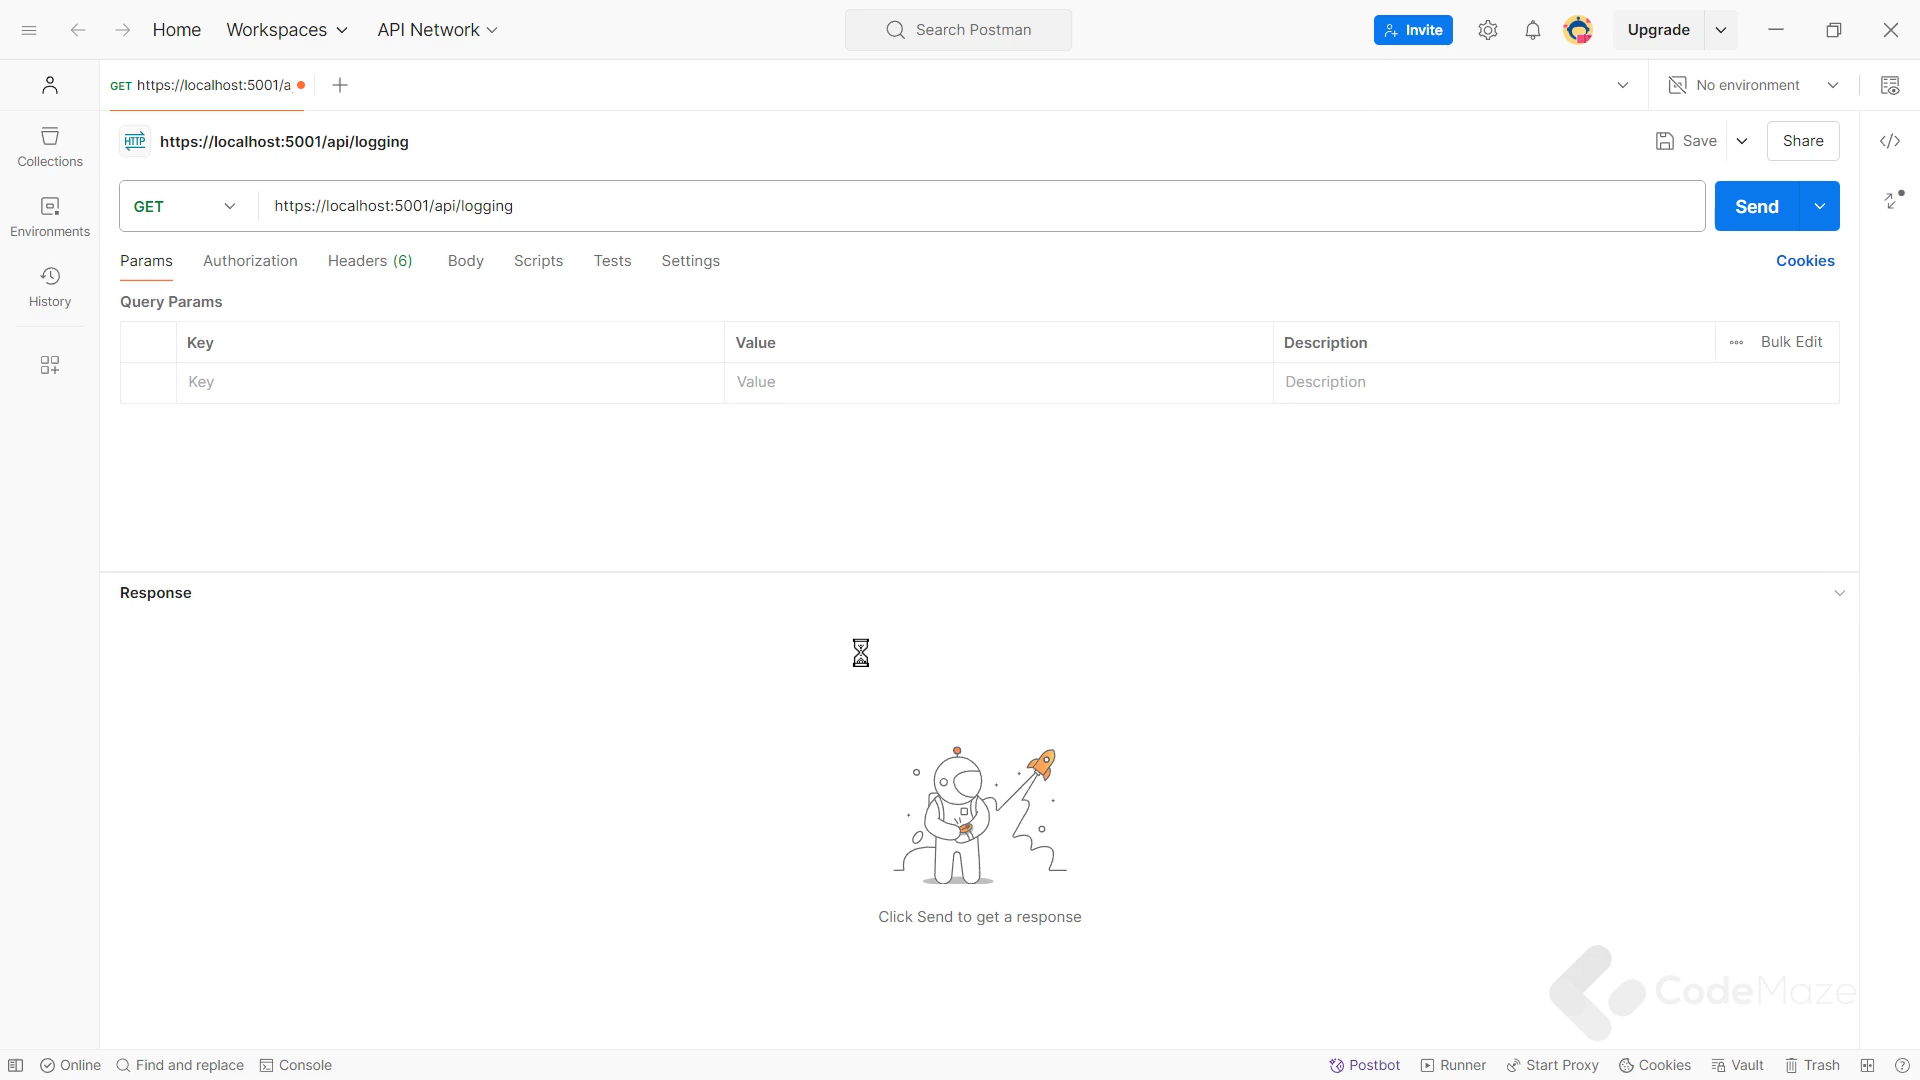 Home Workspaces API Network Search Postman Invite Upgrade
GET https://localhost:5001/a No environment
HTTP https://localhost:5001/api/logging Save Share
Collections
GET https://localhost:5001/api/logging Send
Environments
Params Authorization Headers (6) Body Scripts Tests Settings Cookies
History
Query Params
Key Value Description Bulk Edit
Key Value Description
Response
Click Send to get a response
CodeMaze
Online Find and replace Console Postbot Runner Start Proxy Cookies Vault Trash